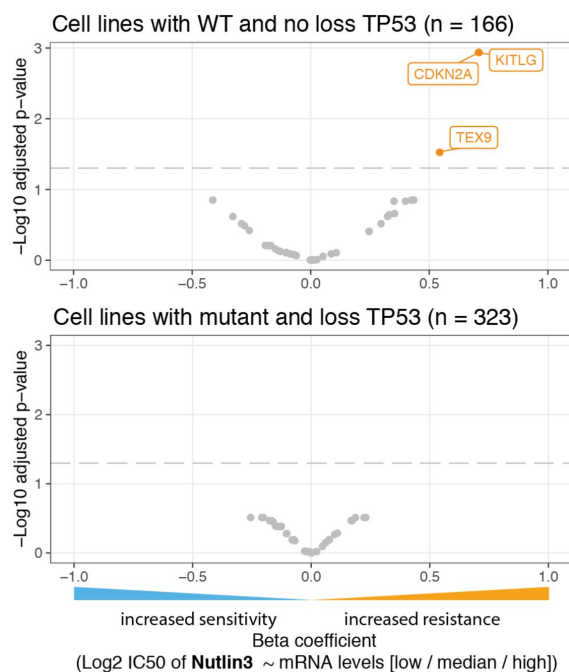 Cell lines with WT and no loss TP53 (n = 166)
3
KITLG
CDKN2A
2
TEX9
1
0
−1.0 −0.5 0.0 0.5 1.0
−Log10 adjusted p-value
Cell lines with mutant and loss TP53 (n = 323)
3
2
1
0
−1.0 −0.5 0.0 0.5 1.0
−Log10 adjusted p-value
increased sensitivity increased resistance
Beta coefficient
(Log2 IC50 of Nutlin3 ~ mRNA levels [low / median / high])